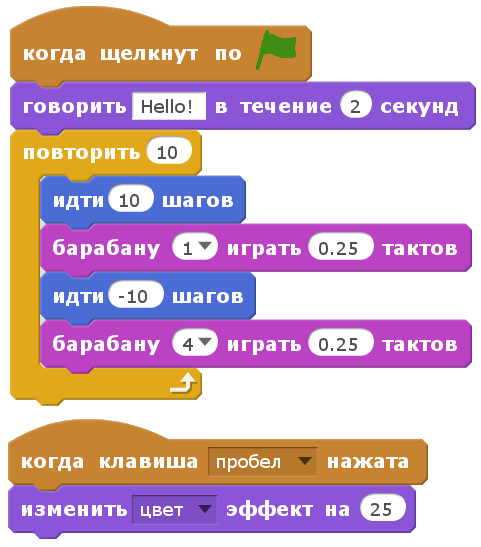 когда щелкнут по
говорить Hello! в течение 2 секунд
повторить 10
идти 10 шагов
барабану 1 играть 0.25 тактов
идти -10 шагов
барабану 4 играть 0.25 тактов
когда клавиша пробел нажата
изменить цвет эффект на 25